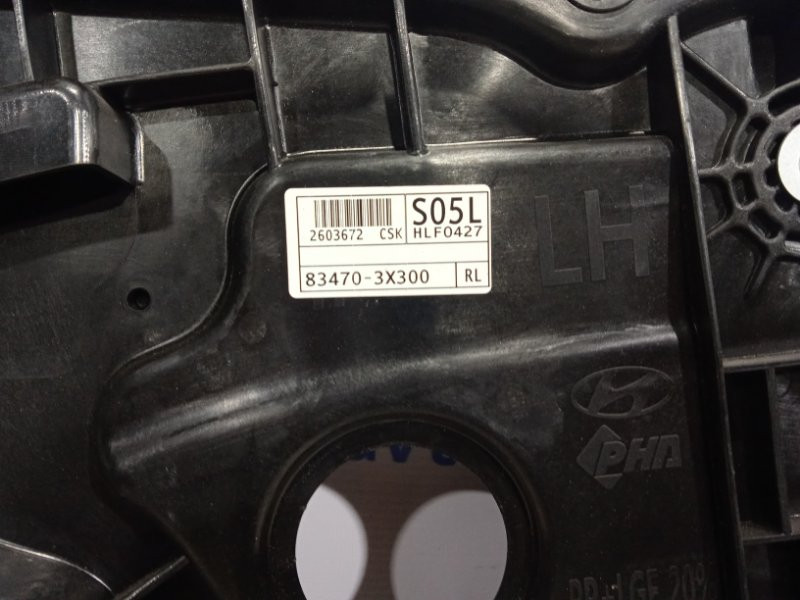 2603672 CSK
S05L
HLF0427
83470-3X300
RL
LH
PHA